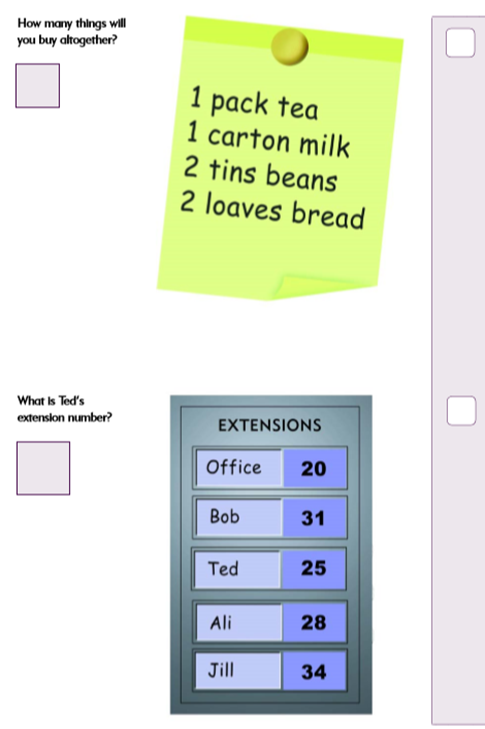 How many things will
you buy altogether?
1 pack tea
1 carton milk
2 tins beans
2 loaves bread
What is Ted's
extension number?
EXTENSIONS
Office 20
Bob 31
Ted 25
Ali 28
Jill 34